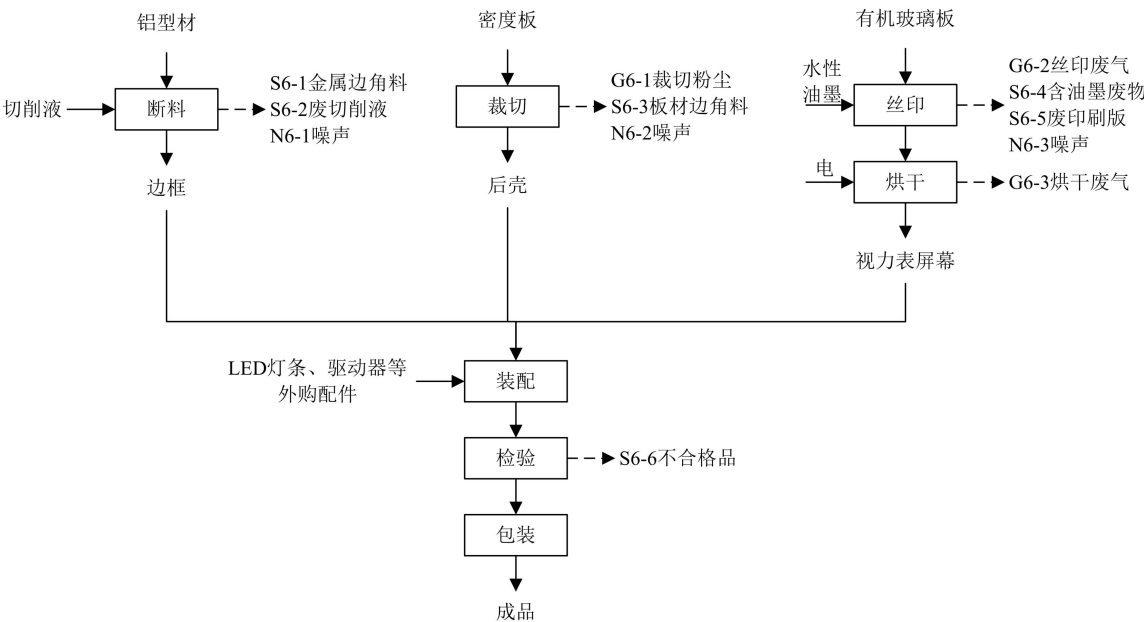 铝型材
密度板
有机玻璃板
切削液
断料
S6-1金属边角料
S6-2废切削液
N6-1噪声
裁切
G6-1裁切粉尘
S6-3板材边角料
N6-2噪声
水性
油墨
丝印
G6-2丝印废气
S6-4含油墨废物
S6-5废印刷版
N6-3噪声
边框
后壳
电
烘干
G6-3烘干废气
视力表屏幕
LED灯条、驱动器等
外购配件
装配
检验
S6-6不合格品
包装
成品